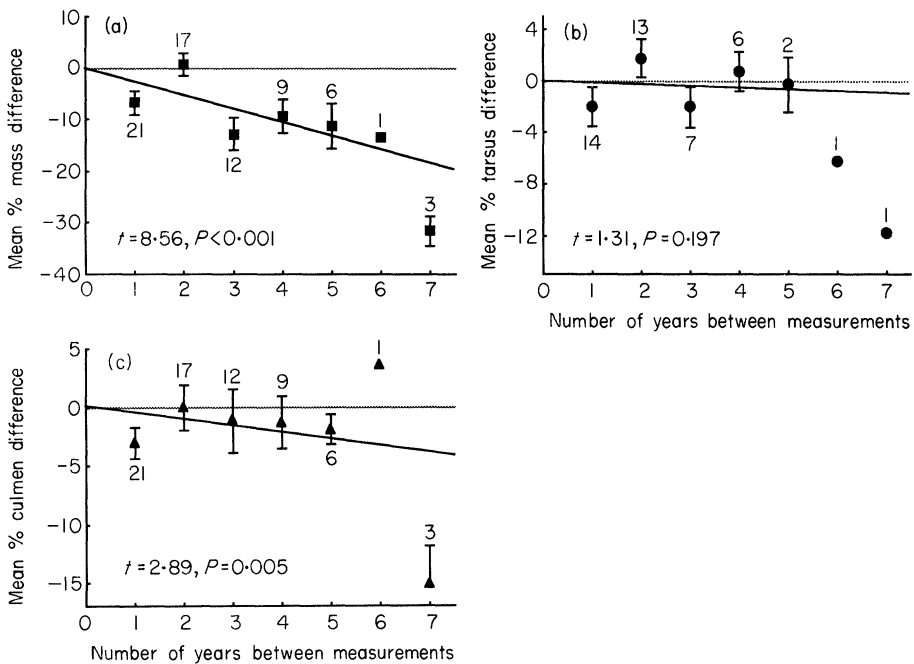 (a)
Mean % mass difference
10
0
−10
−20
−30
−40
17
21
12
9
6
1
3
t=8·56, P<0·001
0 1 2 3 4 5 6 7
(b)
Mean % tarsus difference
4
0
−4
−8
−12
13
14
7
6
2
1
1
t=1·31, P=0·197
0 1 2 3 4 5 6 7
Number of years between measurements
(c)
Mean % culmen difference
5
0
−5
−10
−15
21
17
12
9
6
1
3
t=2·89, P=0·005
0 1 2 3 4 5 6 7
Number of years between measurements